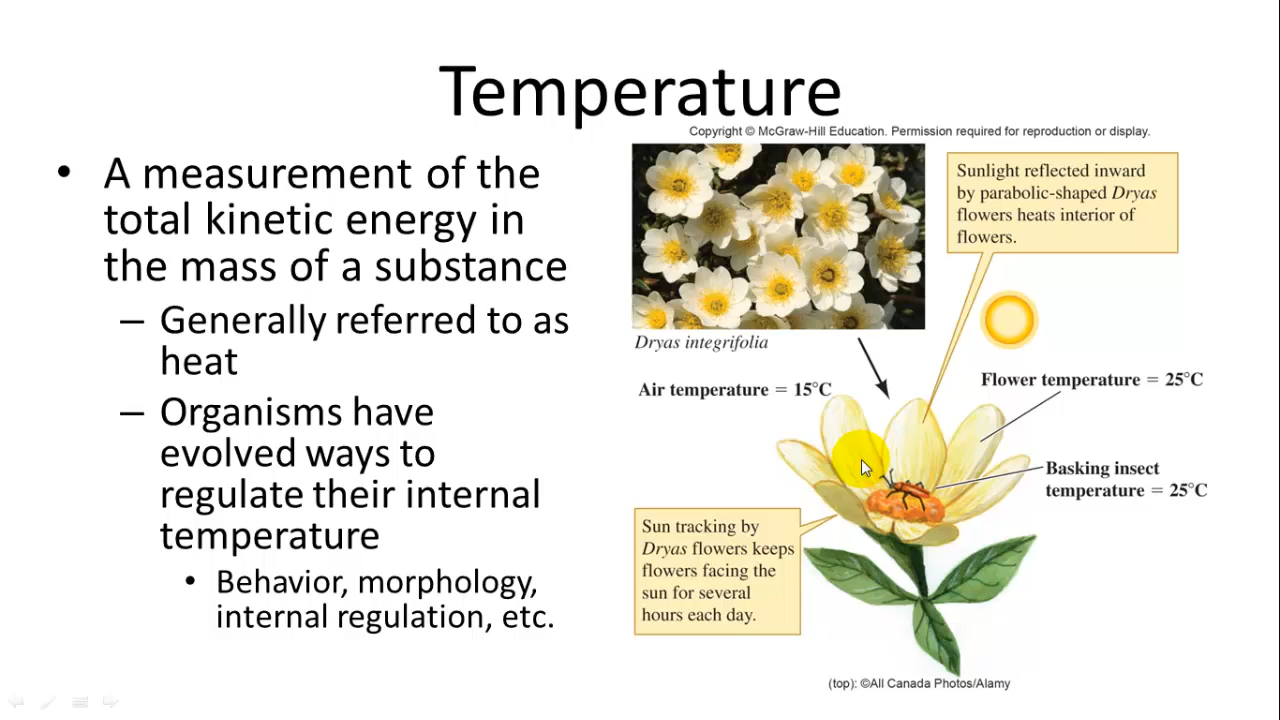 Temperature
Copyright © McGraw-Hill Education. Permission required for reproduction or display.
• A measurement of the
total kinetic energy in
the mass of a substance
– Generally referred to as
heat
– Organisms have
evolved ways to
regulate their internal
temperature
• Behavior, morphology,
internal regulation, etc.
Sunlight reflected inward
by parabolic-shaped Dryas
flowers heats interior of
flowers.
Dryas integrifolia
Air temperature = 15°C
Flower temperature = 25°C
Basking insect
temperature = 25°C
Sun tracking by
Dryas flowers keeps
flowers facing the
sun for several
hours each day.
(top): ©All Canada Photos/Alamy